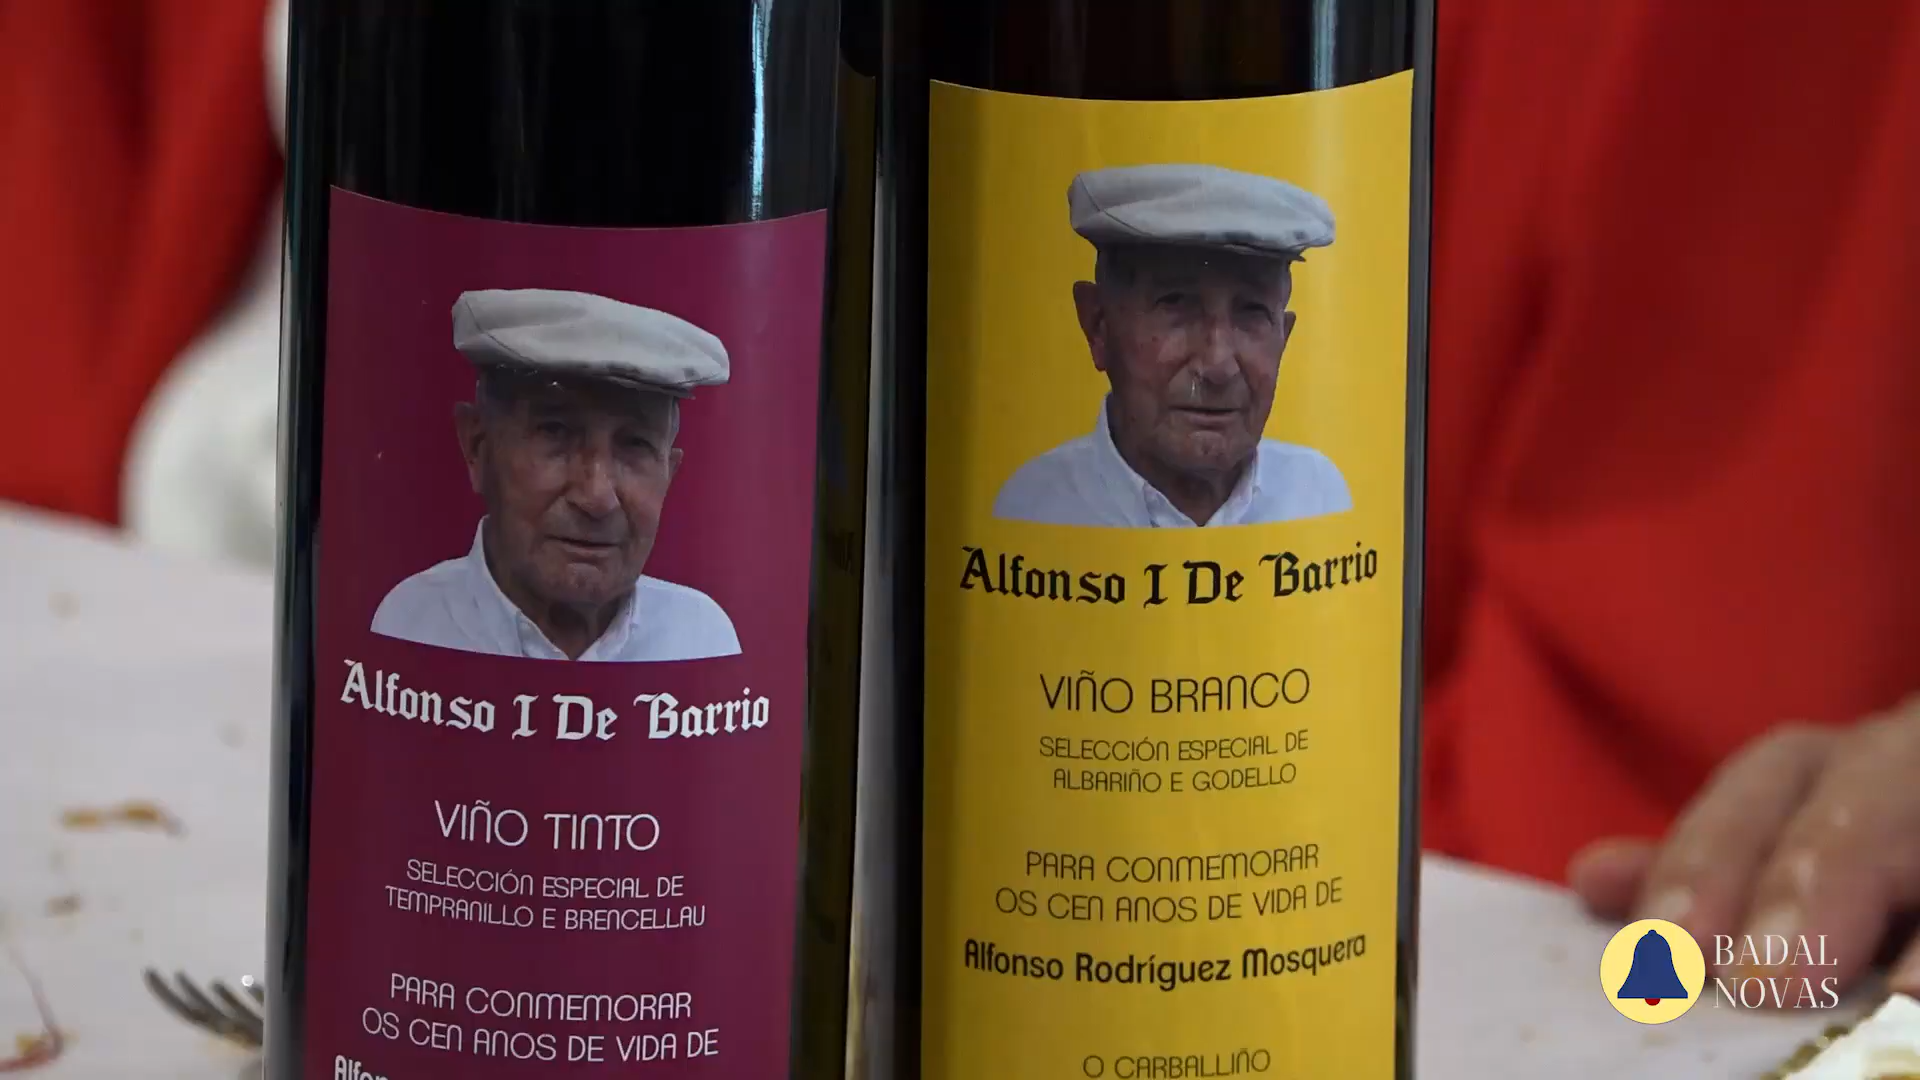 Alfonso I De Barrio
VIÑO TINTO
SELECCIÓN ESPECIAL DE
TEMPRANILLO E BRENCELLAU
PARA CONMEMORAR
OS CEN ANOS DE VIDA DE
Alfonso I De Barrio
VIÑO BRANCO
SELECCIÓN ESPECIAL DE
ALBARIÑO E GODELLO
PARA CONMEMORAR
OS CEN ANOS DE VIDA DE
Alfonso Rodríguez Mosquera
O CARBALLIÑO
BADAL
NOVAS